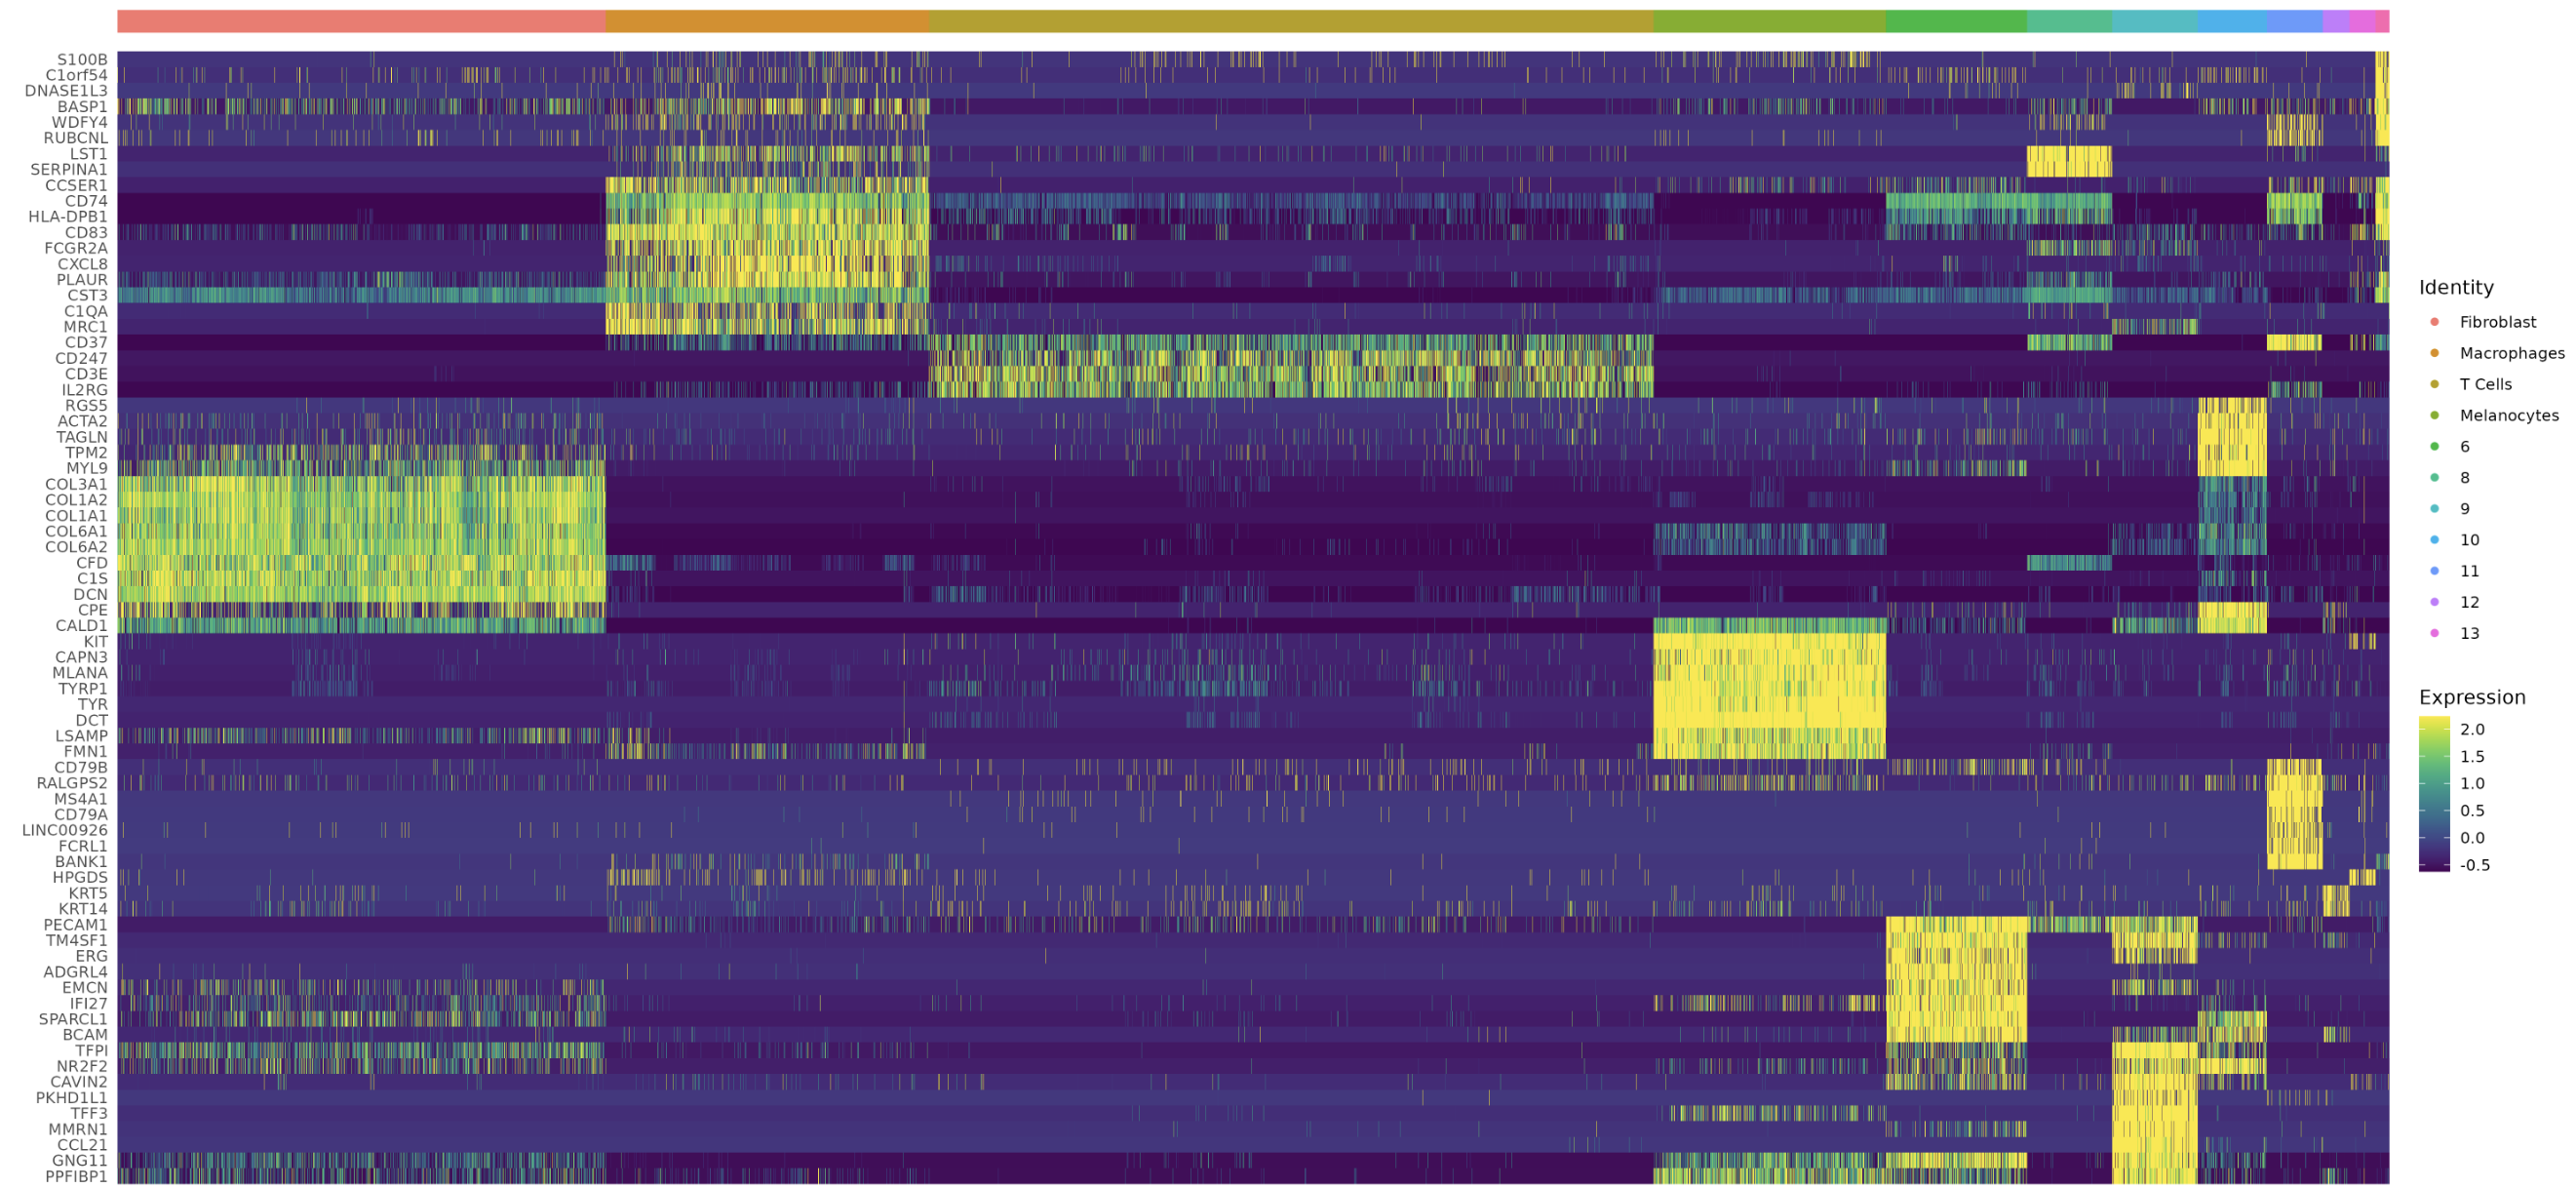 S100B
C1orf54
DNASE1L3
BASP1
WDFY4
RUBCNL
LST1
SERPINA1
CCSER1
CD74
HLA-DPB1
CD83
FCGR2A
CXCL8
PLAUR
CST3
C1QA
MRC1
CD37
CD247
CD3E
IL2RG
RGS5
ACTA2
TAGLN
TPM2
MYL9
COL3A1
COL1A2
COL1A1
COL6A1
COL6A2
CFD
C1S
DCN
CPE
CALD1
KIT
CAPN3
MLANA
TYRP1
TYR
DCT
LSAMP
FMN1
CD79B
RALGPS2
MS4A1
CD79A
LINC00926
FCRL1
BANK1
HPGDS
KRT5
KRT14
PECAM1
TM4SF1
ERG
ADGRL4
EMCN
IFI27
SPARCL1
BCAM
TFPI
NR2F2
CAVIN2
PKHD1L1
TFF3
MMRN1
CCL21
GNG11
PPFIBP1
Identity
Fibroblast
Macrophages
T Cells
Melanocytes
6
8
9
10
11
12
13
Expression
2.0
1.5
1.0
0.5
0.0
-0.5